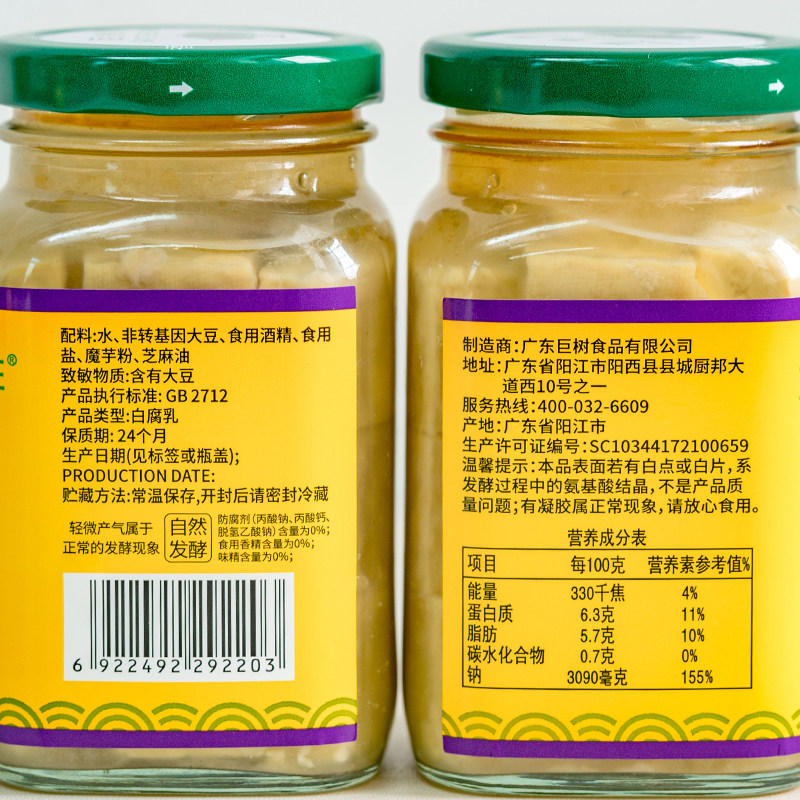 配料:水、非转基因大豆、食用酒精、食用
盐、魔芋粉、芝麻油
致敏物质:含有大豆
产品执行标准: GB 2712
产品类型:白腐乳
保质期: 24个月
生产日期(见标签或瓶盖);
PRODUCTION DATE:
贮藏方法:常温保存,开封后请密封冷藏
轻微产气属于
正常的发酵现象
自然
发酵
防腐剂(丙酸钠、丙酸钙、
脱氢乙酸钠)含量为0%;
食用香精含量为0%;
味精含量为0%;
6 922492 292203
®
制造商:广东巨树食品有限公司
地址:广东省阳江市阳西县县城厨邦大
道西10号之一
服务热线:400-032-6609
产地:广东省阳江市
生产许可证编号:SC10344172100659
温馨提示:本品表面若有白点或白片,系
发酵过程中的氨基酸结晶,不是产品质
量问题;有凝胶属正常现象,请放心食用。
营养成分表
项目 每100克 营养素参考值%
能量 330千焦 4%
蛋白质 6.3克 11%
脂肪 5.7克 10%
碳水化合物 0.7克 0%
钠 3090毫克 155%